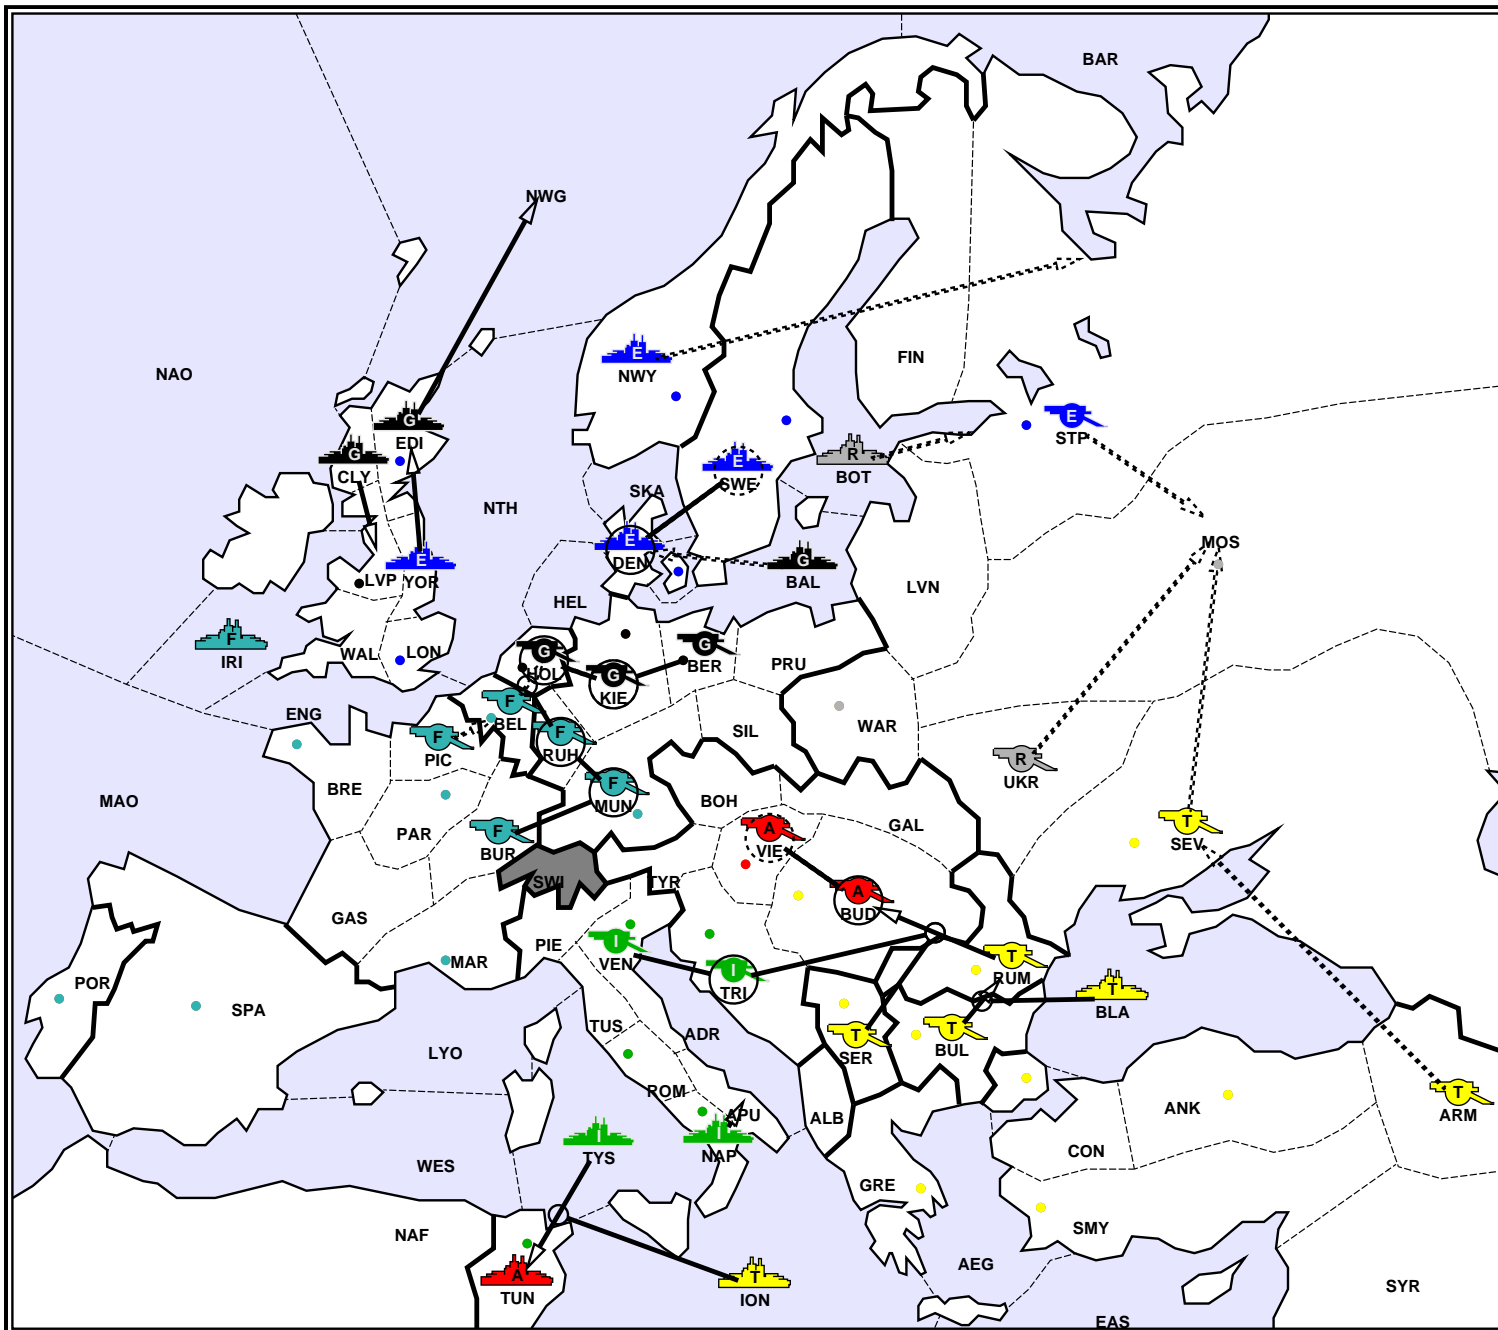 BAR
NWG
NAO
E
NWY
FIN
G
EDI
E
STP
G
CLY
E
SWE
R
BOT
SKA
NTH
MOS
E
DEN
G
BAL
E
YOR
LVP
LVN
HEL
F
IRI
WAL
LON
G
HOL
G
KIE
G
BER
PRU
ENG
F
BEL
F
PIC
F
RUH
SIL
WAR
R
UKR
F
MUN
BRE
MAO
BOH
PAR
F
BUR
GAL
T
SEV
A
VIE
SWI
TYR
A
BUD
GAS
PIE
I
VEN
MAR
I
TRI
T
RUM
POR
SPA
T
BLA
TUS
ADR
T
SER
T
BUL
LYO
ROM
APU
ALB
ANK
T
ARM
I
TYS
I
NAP
CON
WES
GRE
SMY
NAF
AEG
A
TUN
T
ION
SYR
EAS